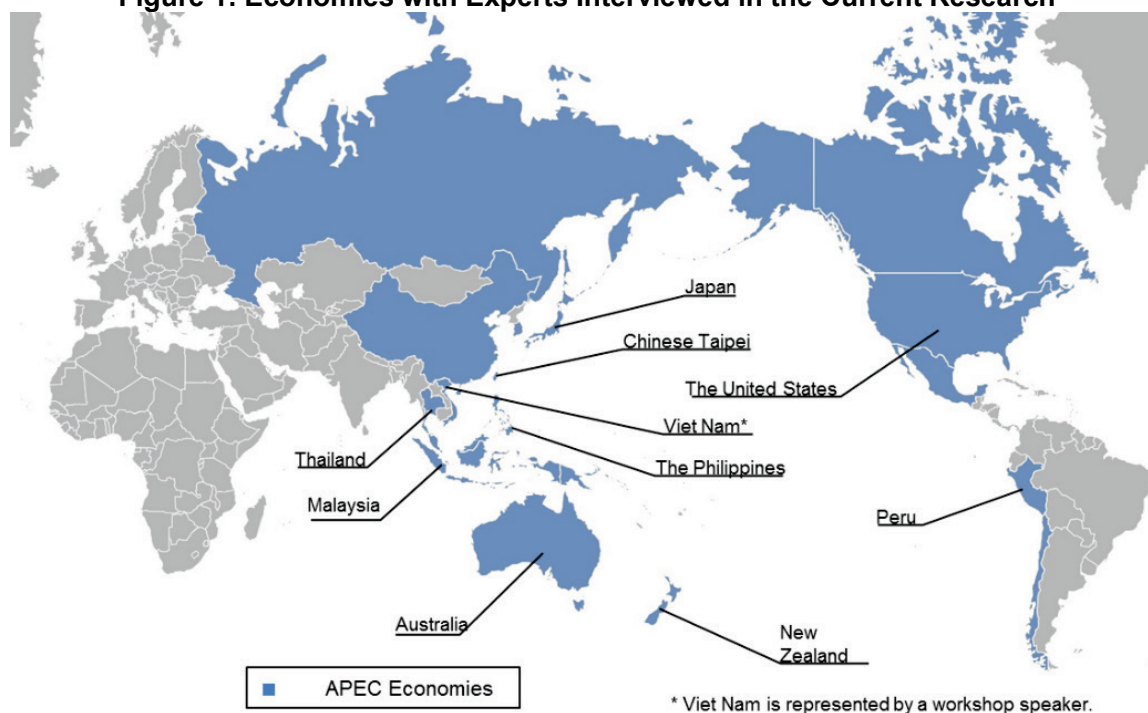 Figure 1: Economies with Experts Interviewed in the Current Research
Japan
Chinese Taipei
The United States
Viet Nam*
Thailand
The Philippines
Malaysia
Peru
Australia
New
Zealand
APEC Economies
* Viet Nam is represented by a workshop speaker.